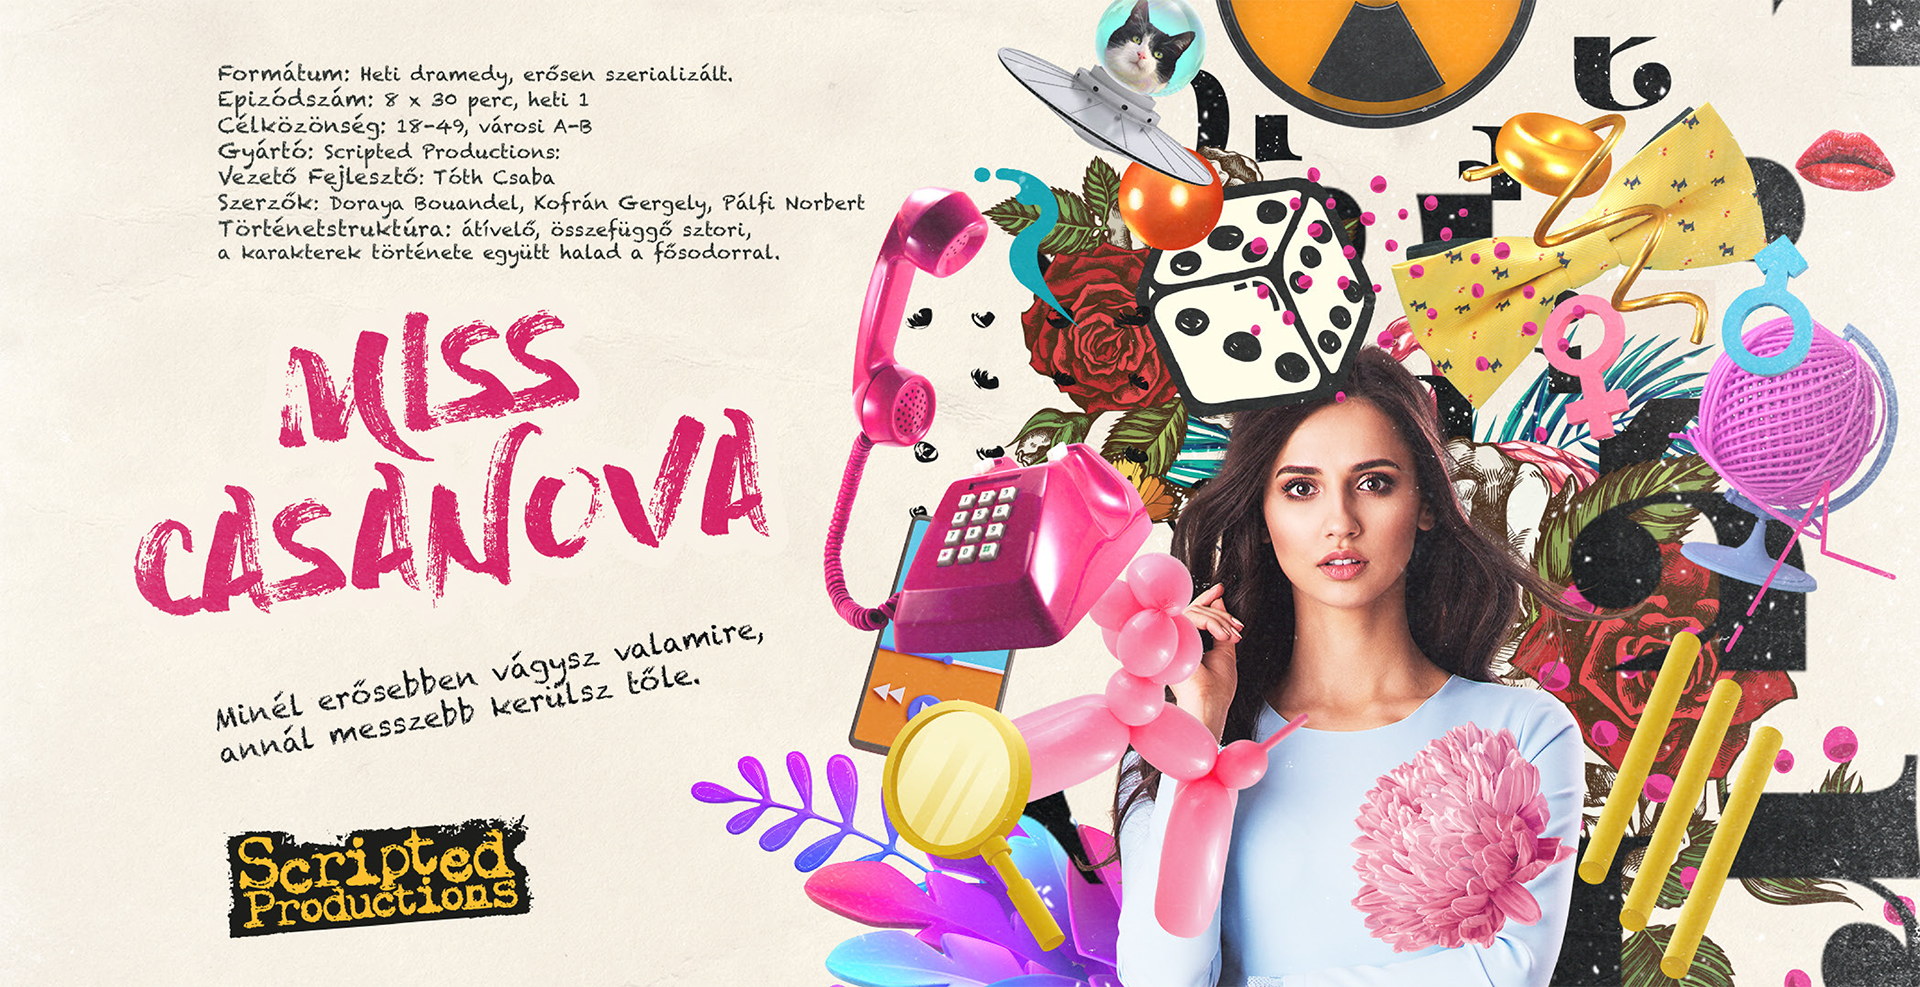 Formátum: Heti dramedy, erősen szerializált.
Epizódszám: 8 x 30 perc, heti 1
Célközönség: 18-49, városi A-B
Gyártó: Scripted Productions:
Vezető Fejlesztő: Tóth Csaba
Szerzők: Doraya Bouandel, Kofrán Gergely, Pálfi Norbert
Történetstruktúra: átívelő, összefüggő sztori,
a karakterek története együtt halad a fősodorral.
MISS
CASANOVA
Minél erősebben vágysz valamire,
annál messzebb kerülsz tőle.
Scripted
Productions